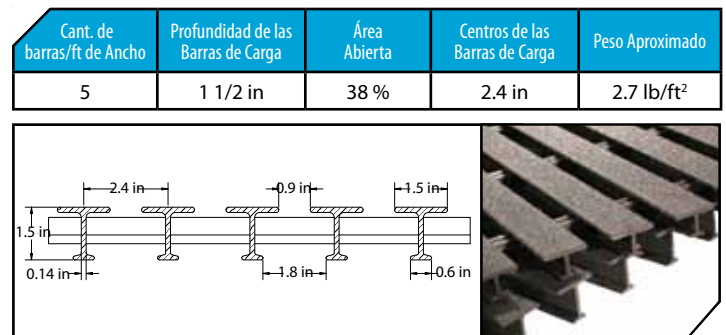 Cant. de
barras/ft de Ancho
Profundidad de las
Barras de Carga
Área
Abierta
Centros de las
Barras de Carga
Peso Aproximado
5
1 1/2 in
38 %
2.4 in
2.7 lb/ft²
2.4 in
0.9 in
1.5 in
1.5 in
0.14 in
1.8 in
0.6 in